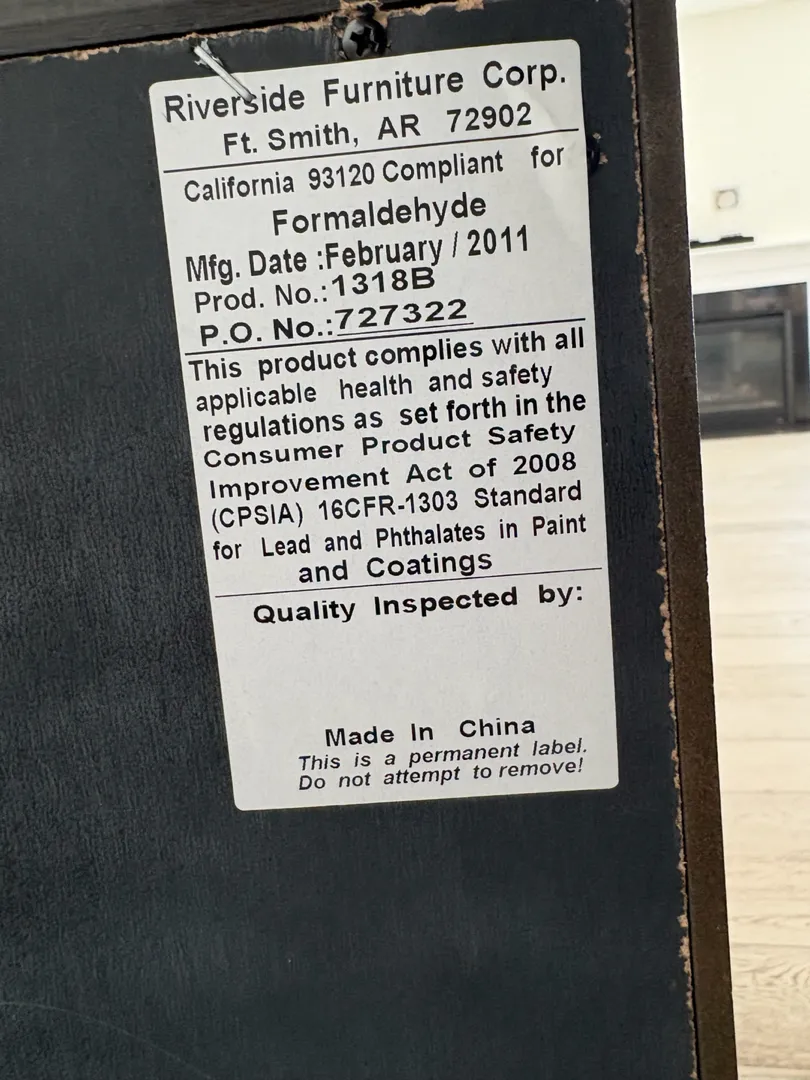 Riverside Furniture Corp.
Ft. Smith, AR 72902
California 93120 Compliant for
Formaldehyde
Mfg. Date :February / 2011
Prod. No.:1318B
P.O. No.:727322
This product complies with all
applicable health and safety
regulations as set forth in the
Consumer Product Safety
Improvement Act of 2008
(CPSIA) 16CFR-1303 Standard
for Lead and Phthalates in Paint
and Coatings
Quality Inspected by:
Made In China
This is a permanent label.
Do not attempt to remove!